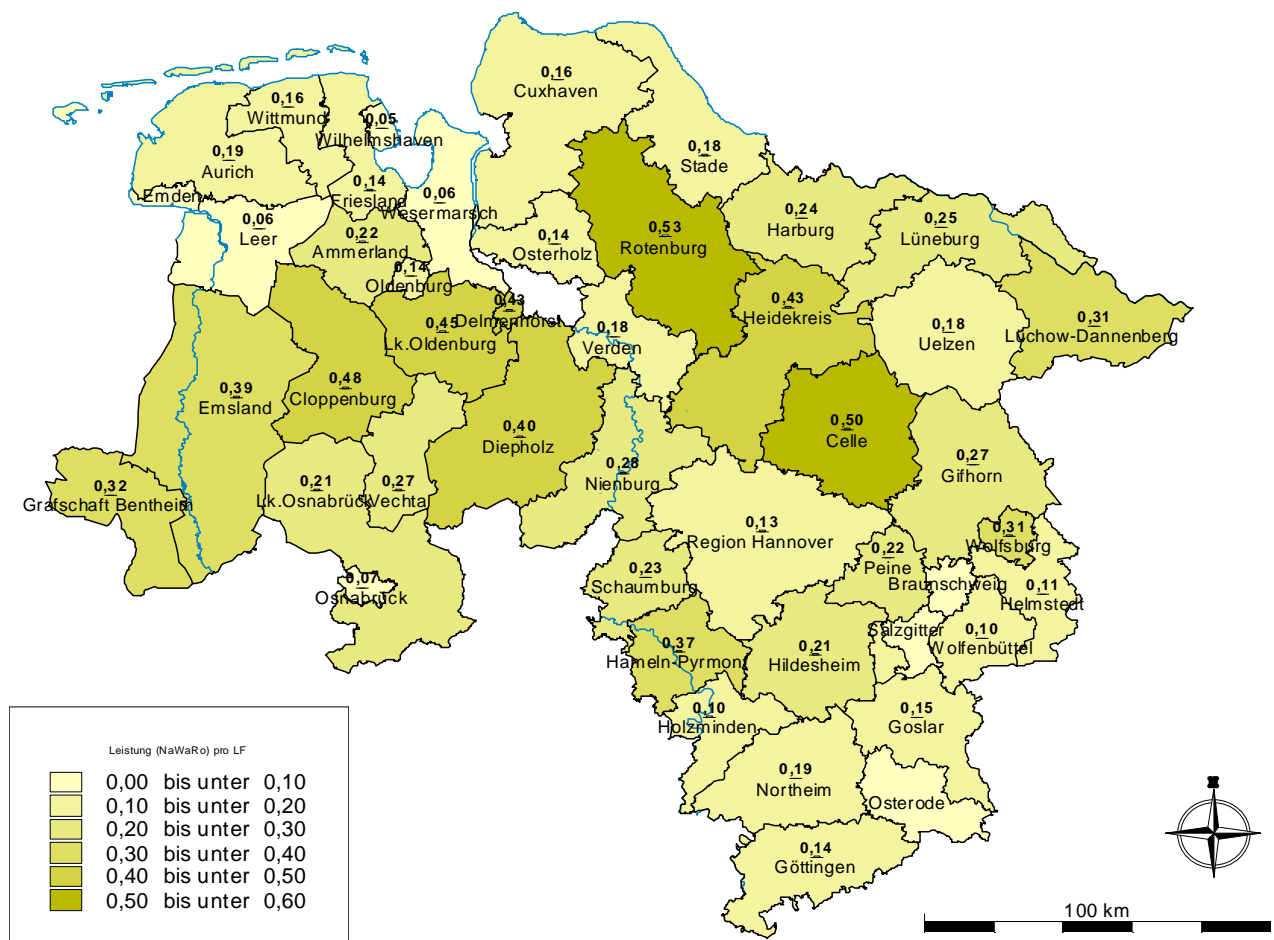 0,16
Cuxhaven
0,16
Wittmund
0,05
Wilhelmshaven
0,19
Aurich
0,18
Stade
Emden
0,14
Friesland
0,06
Wesermarsch
0,06
Leer
0,22
Ammerland
0,14
Osterholz
0,53
Rotenburg
0,24
Harburg
0,25
Lüneburg
0,14
Oldenburg
0,43
Delmenhorst
0,45
Lk.Oldenburg
0,18
Verden
0,43
Heidekreis
0,18
Uelzen
0,31
Lüchow-Dannenberg
0,39
Emsland
0,48
Cloppenburg
0,40
Diepholz
0,50
Celle
0,28
Nienburg
0,27
Gifhorn
0,32
Grafschaft Bentheim
0,21
Lk.Osnabrück
0,27
Vechta
0,13
Region Hannover
0,31
Wolfsburg
0,22
Peine
Braunschweig
0,11
Helmstedt
0,07
Osnabrück
0,23
Schaumburg
0,37
Hameln-Pyrmon
0,21
Hildesheim
Salzgitter
0,10
Wolfenbüttel
0,10
Holzminden
0,15
Goslar
0,19
Northeim
Osterode
0,14
Göttingen
Leistung (NaWaRo) pro LF
0,00 bis unter 0,10
0,10 bis unter 0,20
0,20 bis unter 0,30
0,30 bis unter 0,40
0,40 bis unter 0,50
0,50 bis unter 0,60
N
100 km